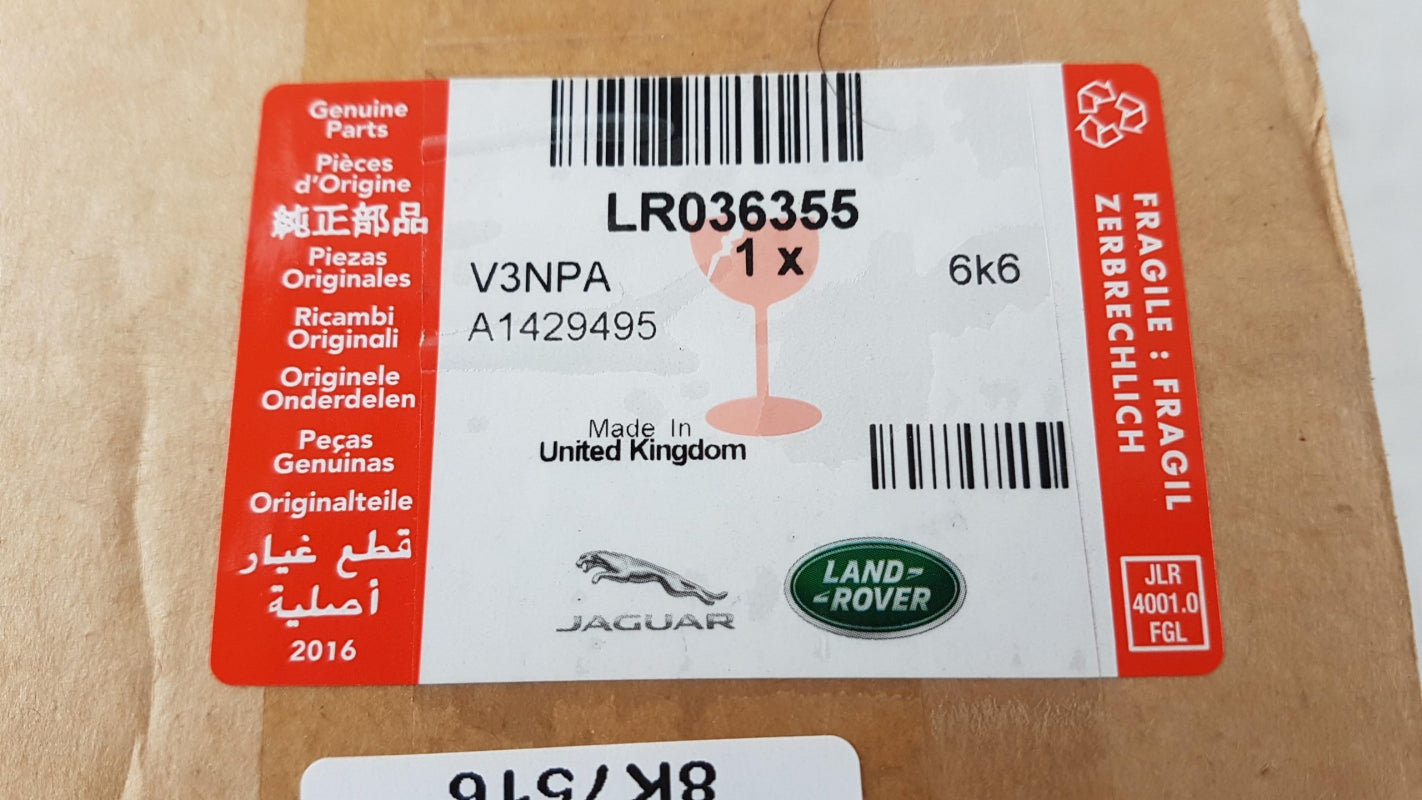 Genuine
Parts
Pièces
d'Origine
純正部品
Piezas
Originales
Ricambi
Originali
Originele
Onderdelen
Peças
Genuinas
Originalteile
قطع غيار
أصلية
2016
LR036355
1 x
V3NPA
6k6
A1429495
Made In
United Kingdom
JAGUAR
LAND
ROVER
FRAGILE : FRAGIL
ZERBRECHLICH
JLR
4001.0
FGL